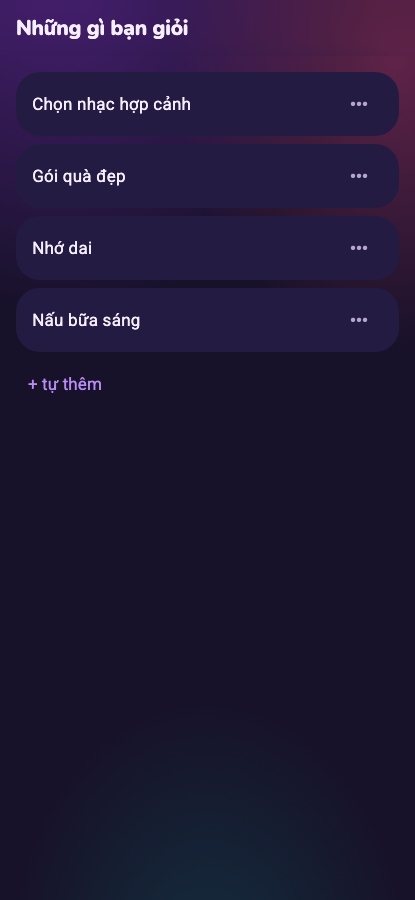 Những gì bạn giỏi
Chọn nhạc hợp cảnh
Gói quà đẹp
Nhớ dai
Nấu bữa sáng
+ tự thêm